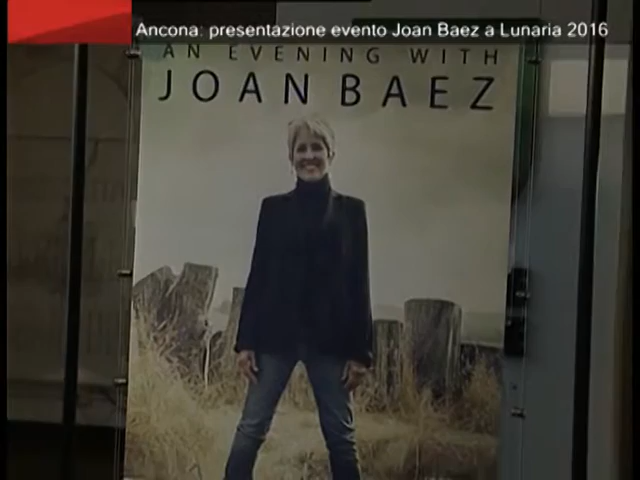 Ancona: presentazione evento Joan Baez a Lunaria 2016
AN EVENING WITH
JOAN BAEZ